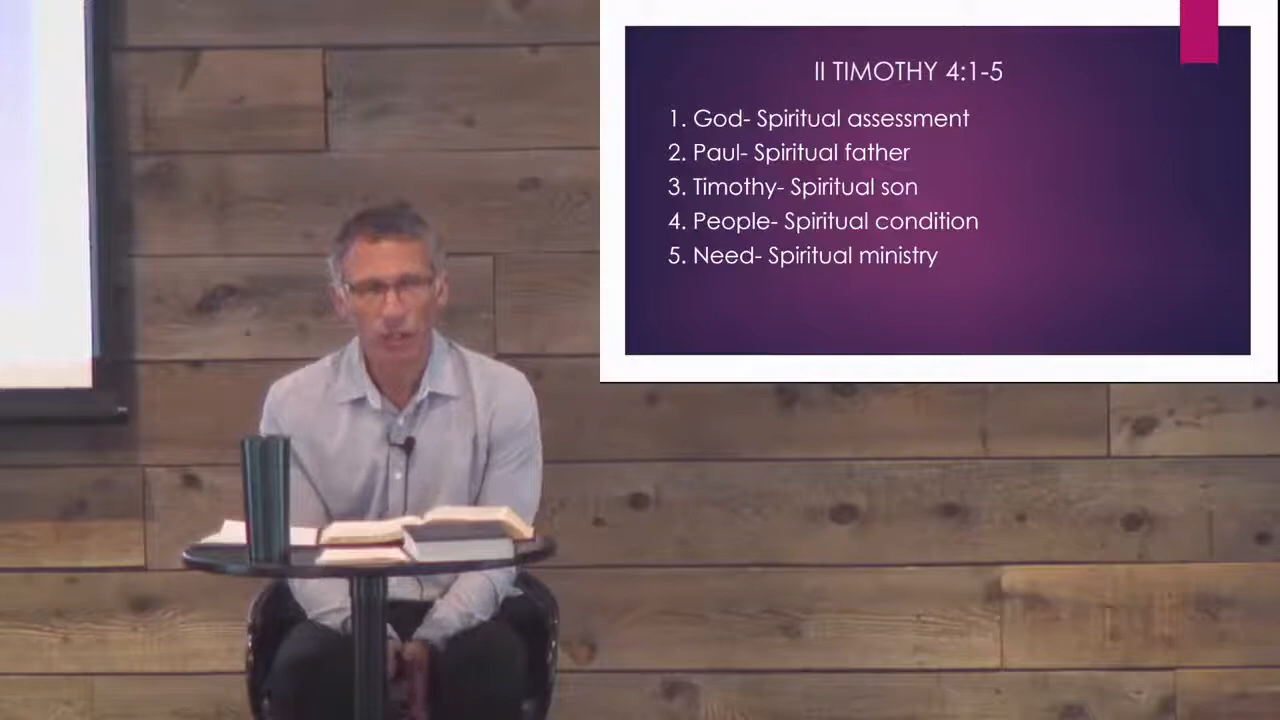 II TIMOTHY 4:1-5
1. God- Spiritual assessment
2. Paul- Spiritual father
3. Timothy- Spiritual son
4. People- Spiritual condition
5. Need- Spiritual ministry